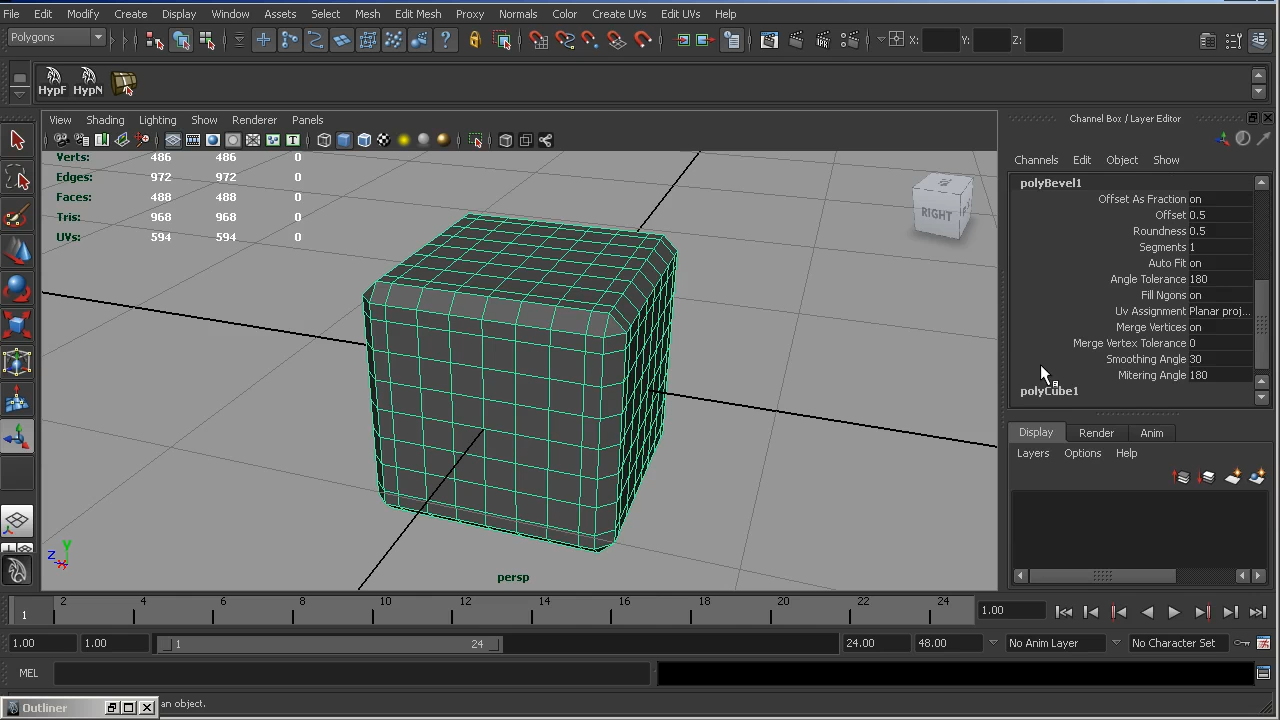 File Edit Modify Create Display Window Assets Select Mesh Edit Mesh Proxy Normals Color Create UVs Edit UVs Help
Polygons X: Y: Z:
HypF HypN
View Shading Lighting Show Renderer Panels
Channel Box / Layer Editor
Channels Edit Object Show
Verts: 486 486 0
Edges: 972 972 0
Faces: 488 488 0
Tris: 968 968 0
UVs: 594 594 0
RIGHT
polyBevel1
Offset As Fraction on
Offset 0.5
Roundness 0.5
Segments 1
Auto Fit on
Angle Tolerance 180
Fill Ngons on
Uv Assignment Planar proj...
Merge Vertices on
Merge Vertex Tolerance 0
Smoothing Angle 30
Mitering Angle 180
polyCube1
Display Render Anim
Layers Options Help
y
z x
persp
1 2 4 6 8 10 12 14 16 18 20 22 24 1.00
1.00 1.00 1 24 24.00 48.00 No Anim Layer No Character Set
MEL
Outliner an object.